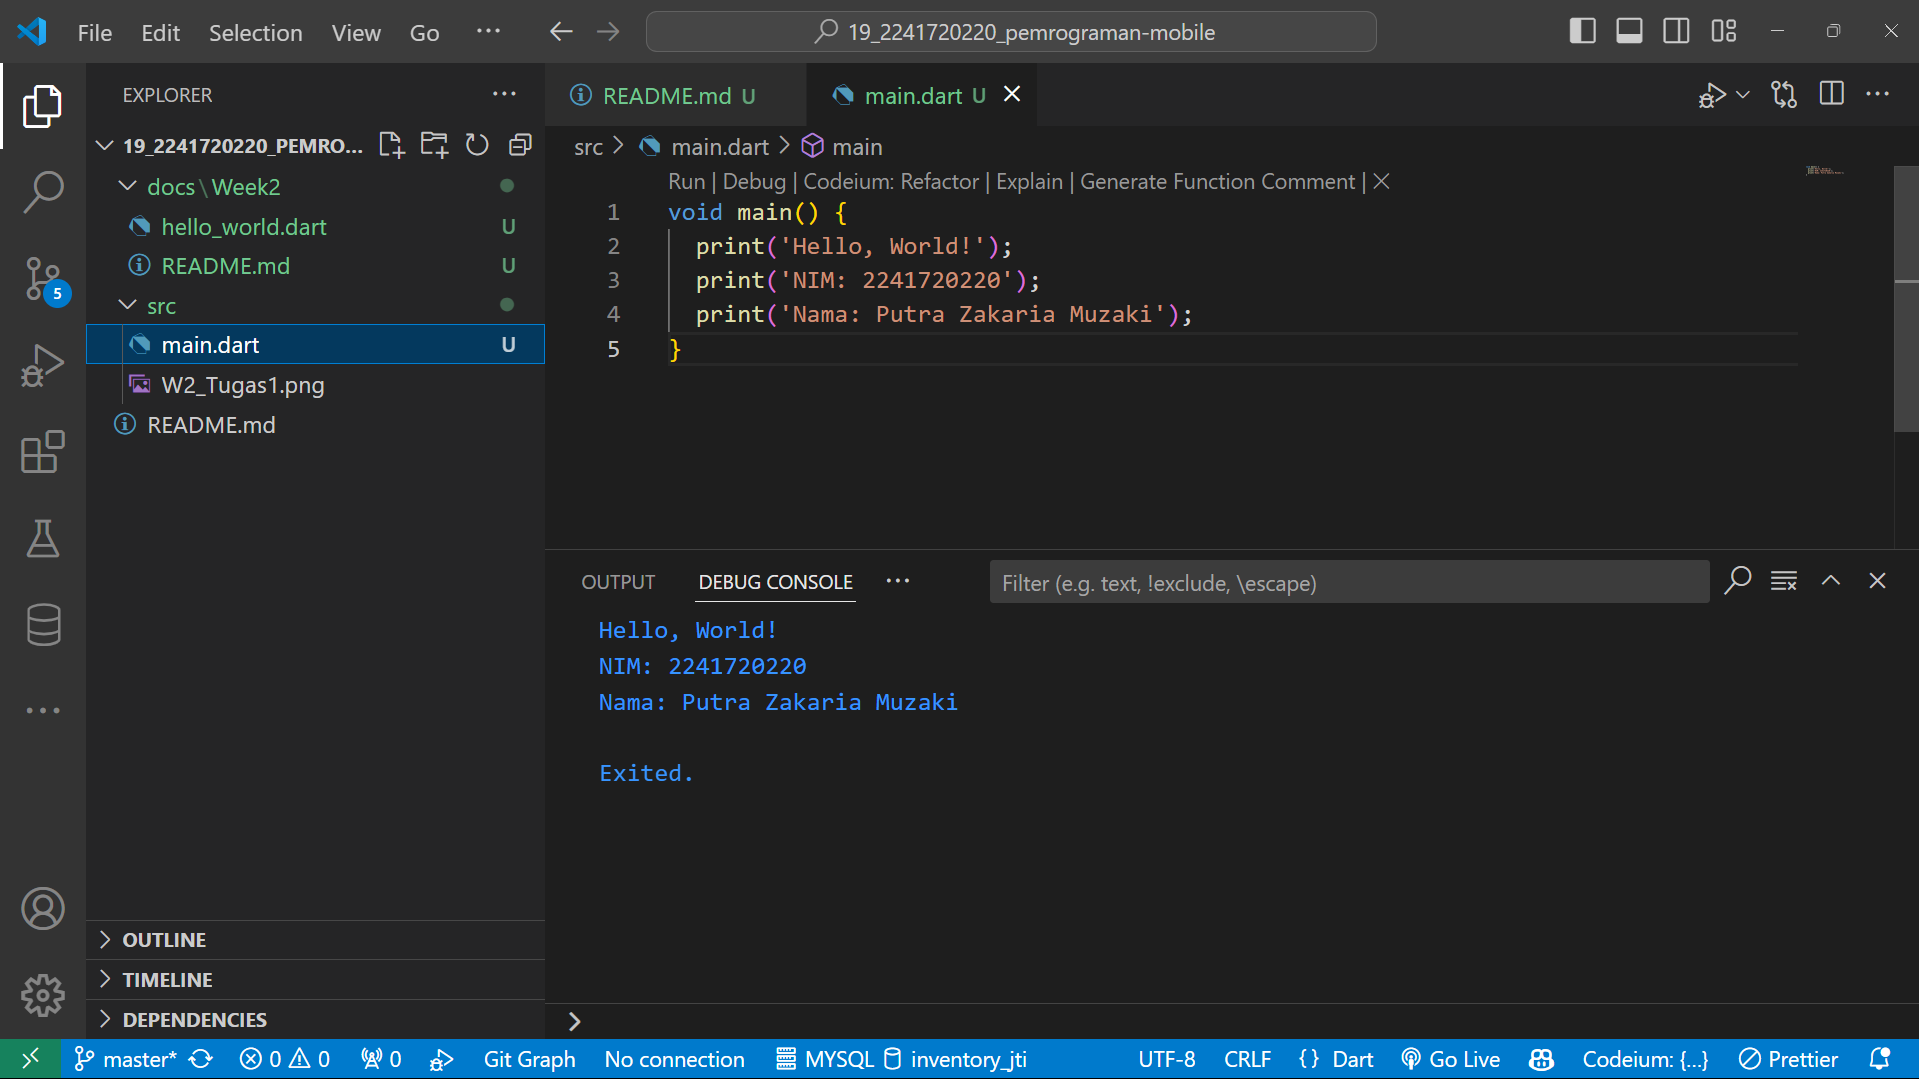 File Edit Selection View Go
19_2241720220_pemrograman-mobile
EXPLORER
19_2241720220_PEMRO...
docs\Week2
hello_world.dart U
README.md U
src
main.dart U
W2_Tugas1.png
README.md
OUTLINE
TIMELINE
DEPENDENCIES
5
README.md U
main.dart U
src > main.dart > main
Run | Debug | Codeium: Refactor | Explain | Generate Function Comment | X
1 void main() {
2 print('Hello, World!');
3 print('NIM: 2241720220');
4 print('Nama: Putra Zakaria Muzaki');
5 }
OUTPUT DEBUG CONSOLE
Filter (e.g. text, !exclude, \escape)
Hello, World!
NIM: 2241720220
Nama: Putra Zakaria Muzaki
Exited.
master* 0 0 0 Git Graph No connection MYSQL inventory_jti UTF-8 CRLF {} Dart Go Live Codeium: {...} Prettier